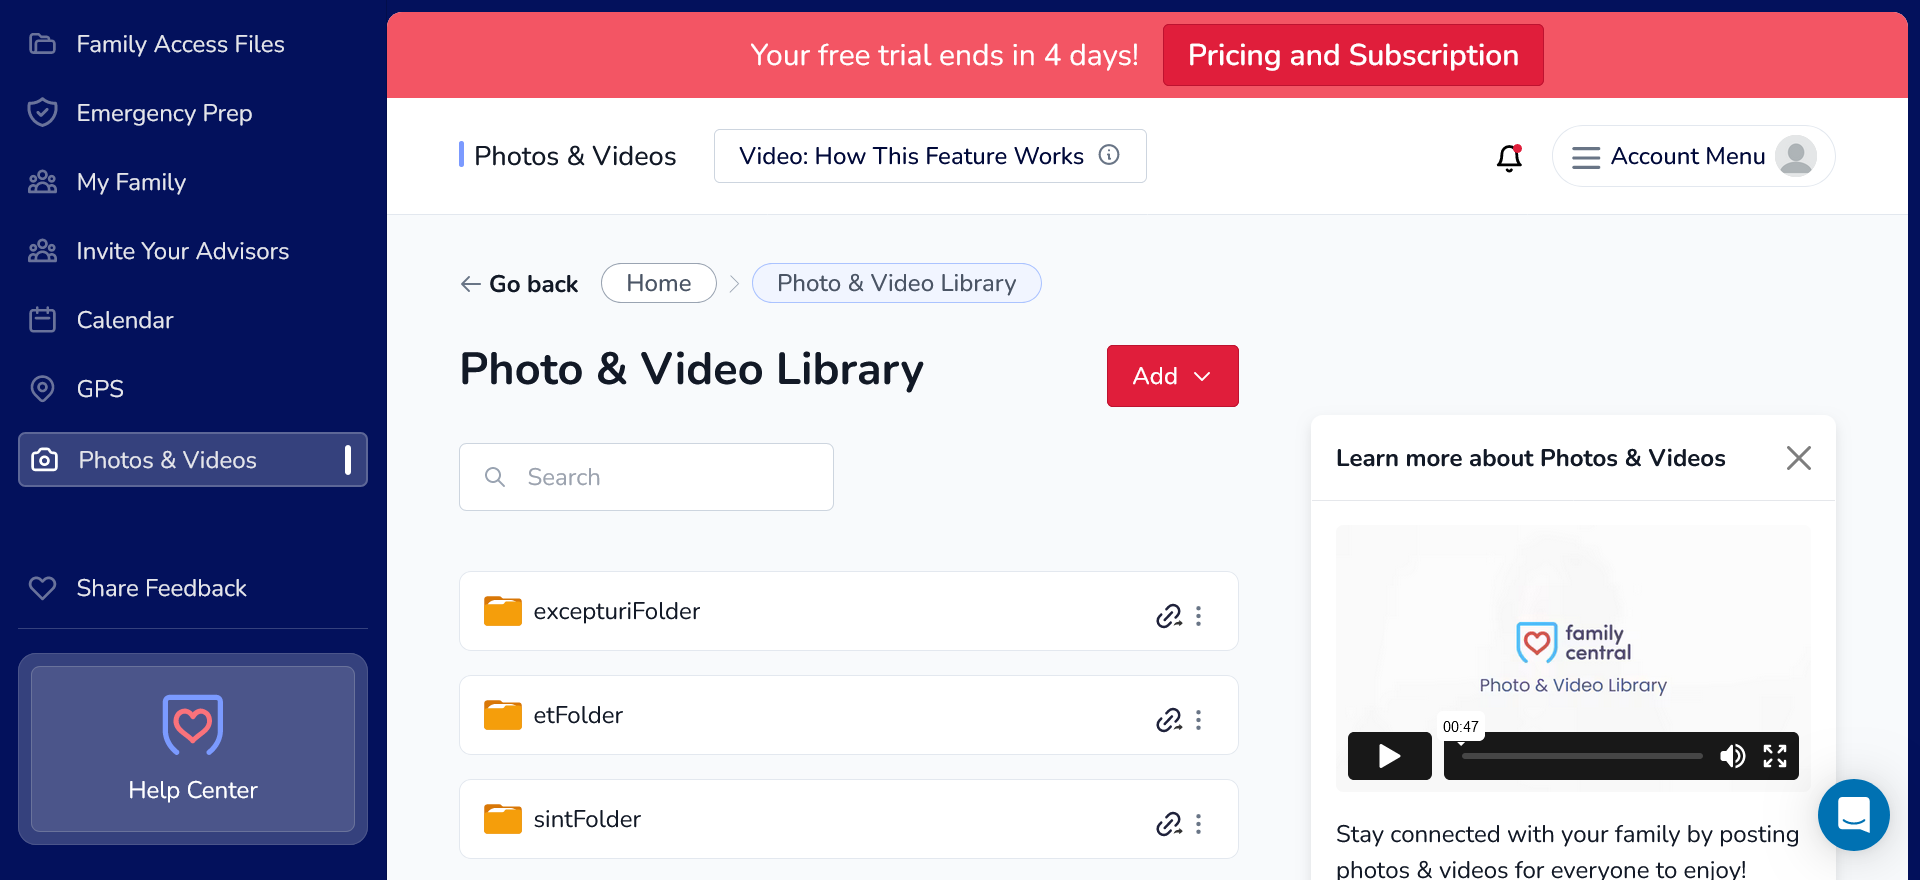 Family Access Files
Emergency Prep
My Family
Invite Your Advisors
Calendar
GPS
Photos & Videos
Share Feedback
Help Center
Your free trial ends in 4 days!
Pricing and Subscription
Photos & Videos
Video: How This Feature Works
Account Menu
Go back
Home
Photo & Video Library
Photo & Video Library
Add
Search
excepturiFolder
etFolder
sintFolder
Learn more about Photos & Videos
family
central
Photo & Video Library
00:47
Stay connected with your family by posting
photos & videos for everyone to enjoy!